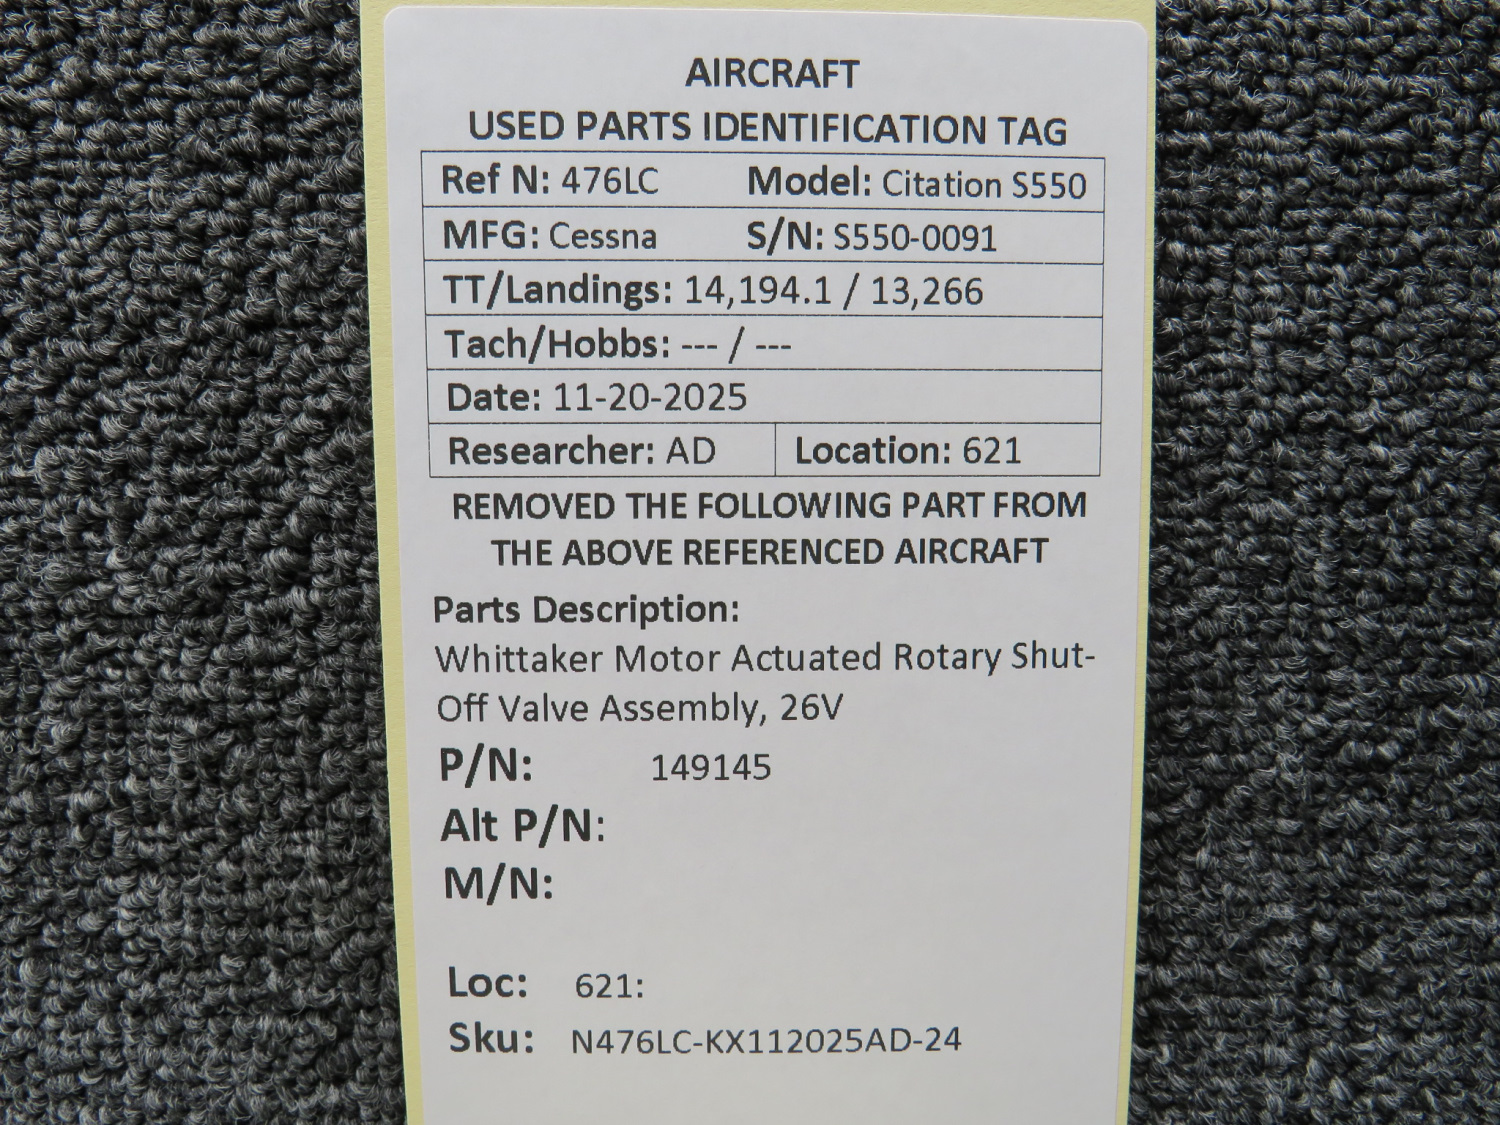 AIRCRAFT
USED PARTS IDENTIFICATION TAG
Ref N: 476LC Model: Citation S550
MFG: Cessna S/N: S550-0091
TT/Landings: 14,194.1 / 13,266
Tach/Hobbs: --- / ---
Date: 11-20-2025
Researcher: AD Location: 621
REMOVED THE FOLLOWING PART FROM
THE ABOVE REFERENCED AIRCRAFT
Parts Description:
Whittaker Motor Actuated Rotary Shut-
Off Valve Assembly, 26V
P/N: 149145
Alt P/N:
M/N:
Loc: 621:
Sku: N476LC-KX112025AD-24